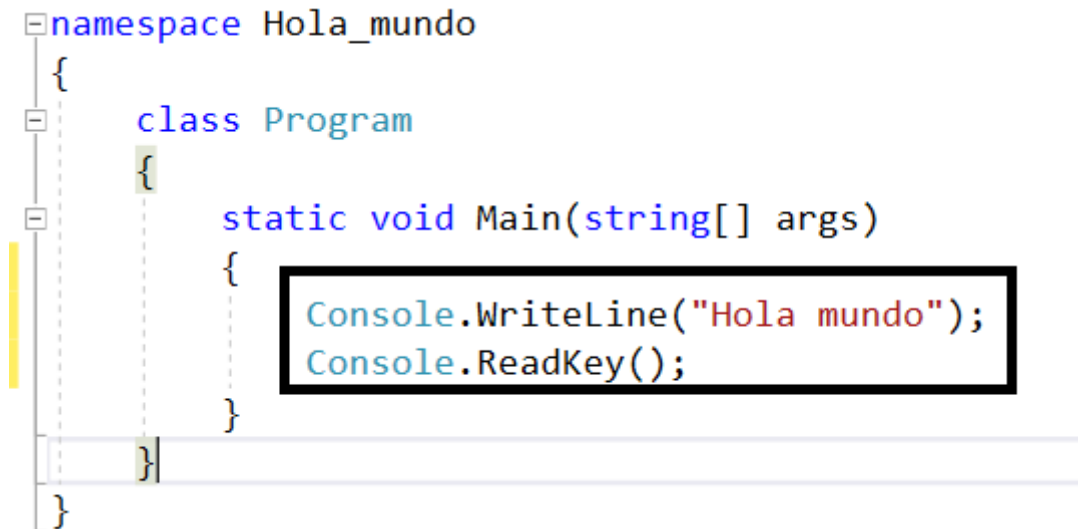 namespace Hola_mundo
{
class Program
{
static void Main(string[] args)
{
Console.WriteLine("Hola mundo");
Console.ReadKey();
}
}
}